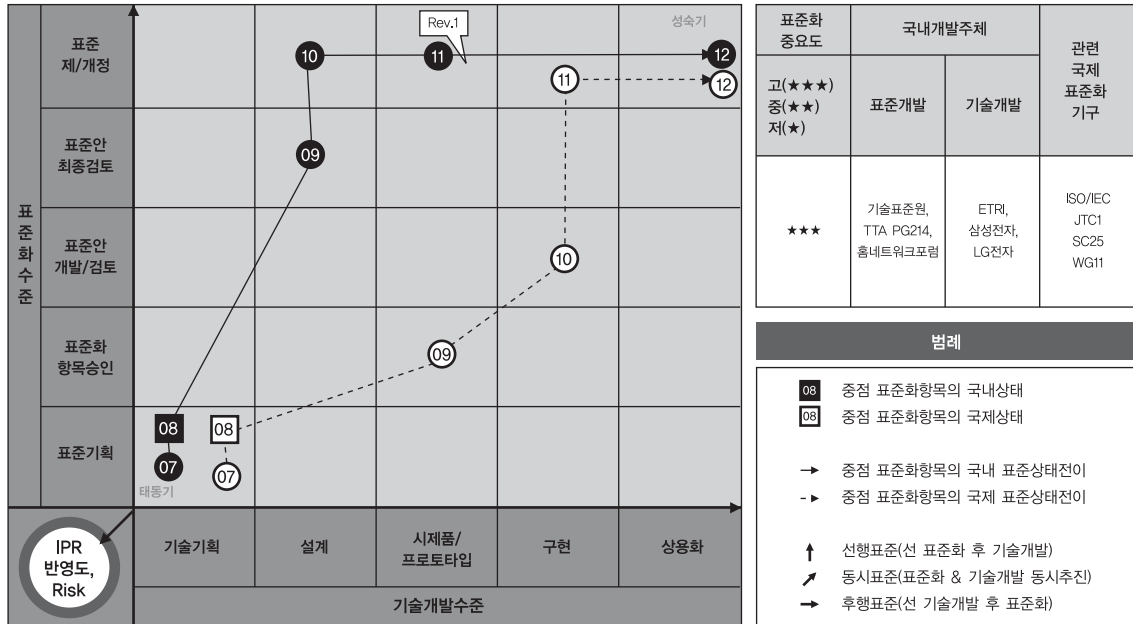 표준화수준
표준
제/개정
표준안
최종검토
표준안
개발/검토
표준화
항목승인
표준기획
성숙기
Rev.1
10
11
12
11
12
09
10
09
08
08
07
07
태동기
IPR
반영도,
Risk
기술기획
설계
시제품/
프로토타입
구현
상용화
기술개발수준
표준화
중요도
국내개발주체
관련
국제
표준화
기구
고(★★★)
중(★★)
저(★)
표준개발
기술개발
★★★
기술표준원,
TTA PG214,
홈네트워크포럼
ETRI,
삼성전자,
LG전자
ISO/IEC
JTC1
SC25
WG11
범례
08 중점 표준화항목의 국내상태
08 중점 표준화항목의 국제상태
중점 표준화항목의 국내 표준상태전이
중점 표준화항목의 국제 표준상태전이
선행표준(선 표준화 후 기술개발)
동시표준(표준화 & 기술개발 동시추진)
후행표준(선 기술개발 후 표준화)